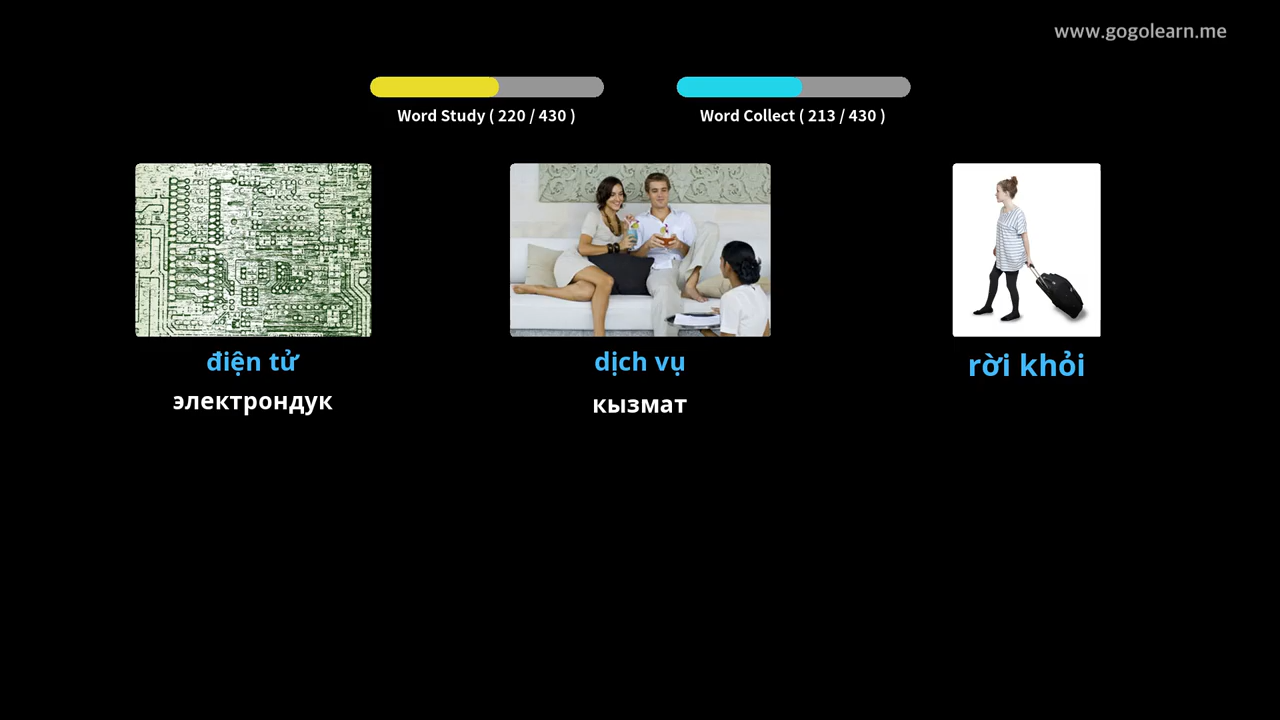 www.gogolearn.me
Word Study ( 220 / 430 )
Word Collect ( 213 / 430 )
điện tử
dịch vụ
rời khỏi
электрондук
кызмат